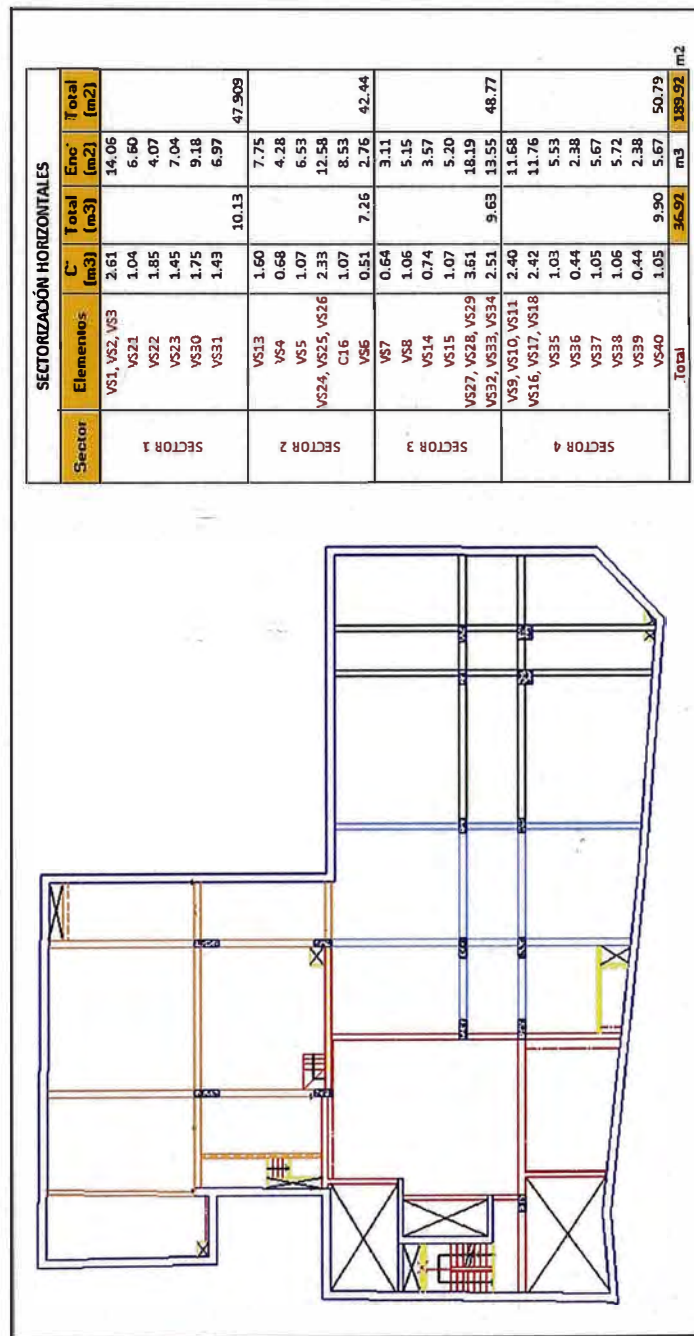 SECTORIZACIÓN HORIZONTALES
Sector Elementos C° (m3) Total (m3) Enc° (m2) Total (m2)
SECTOR 1
VS1, VS2, VS3 2.61 14.06
VS21 1.04 6.60
VS22 1.85 4.07
VS23 1.45 7.04
VS30 1.75 9.18
VS31 1.43 10.13 6.97 47.909
SECTOR 2
VS13 1.60 7.75
VS4 0.68 4.28
VS5 1.07 6.53
VS24, VS25, VS26 2.33 12.58
C16 1.07 8.53
VS6 0.51 7.26 2.76 42.44
SECTOR 3
VS7 0.64 3.11
VS8 1.06 5.15
VS14 0.74 3.57
VS15 1.07 5.20
VS27, VS28, VS29 3.61 18.19
VS32, VS33, VS34 2.51 9.63 13.55 48.77
SECTOR 4
VS9, VS10, VS11 2.40 11.68
VS16, VS17, VS18 2.42 11.76
VS35 1.03 5.53
VS36 0.44 2.38
VS37 1.05 5.67
VS38 1.06 5.72
VS39 0.44 2.38
VS40 1.05 9.90 5.67 50.79
Total 36.92 m3 189.92 m2